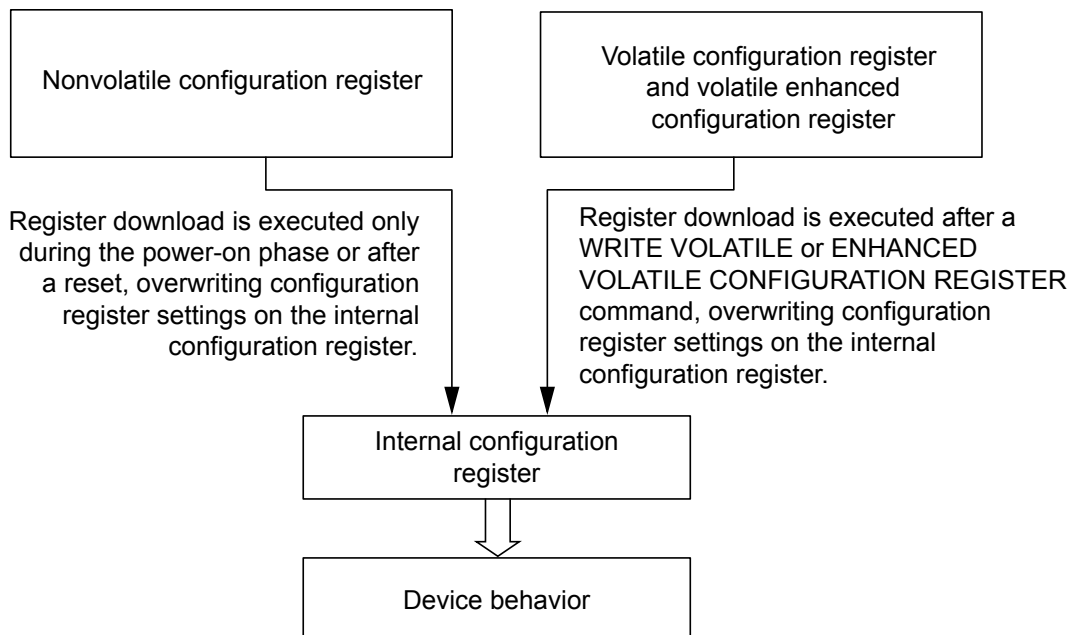 Nonvolatile configuration register
Volatile configuration register
and volatile enhanced
configuration register
Register download is executed only
during the power-on phase or after
a reset, overwriting configuration
register settings on the internal
configuration register.
Register download is executed after a
WRITE VOLATILE or ENHANCED
VOLATILE CONFIGURATION REGISTER
command, overwriting configuration
register settings on the internal
configuration register.
Internal configuration
register
Device behavior